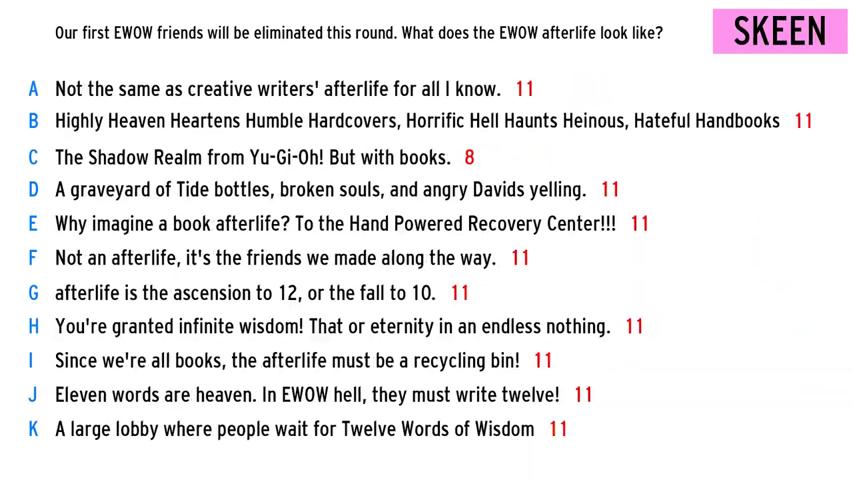 Our first EWOW friends will be eliminated this round. What does the EWOW afterlife look like?
SKEEN
A Not the same as creative writers' afterlife for all I know. 11
B Highly Heaven Heartens Humble Hardcovers, Horrific Hell Haunts Heinous, Hateful Handbooks 11
C The Shadow Realm from Yu-Gi-Oh! But with books. 8
D A graveyard of Tide bottles, broken souls, and angry Davids yelling. 11
E Why imagine a book afterlife? To the Hand Powered Recovery Center!!! 11
F Not an afterlife, it's the friends we made along the way. 11
G afterlife is the ascension to 12, or the fall to 10. 11
H You're granted infinite wisdom! That or eternity in an endless nothing. 11
I Since we're all books, the afterlife must be a recycling bin! 11
J Eleven words are heaven. In EWOW hell, they must write twelve! 11
K A large lobby where people wait for Twelve Words of Wisdom 11